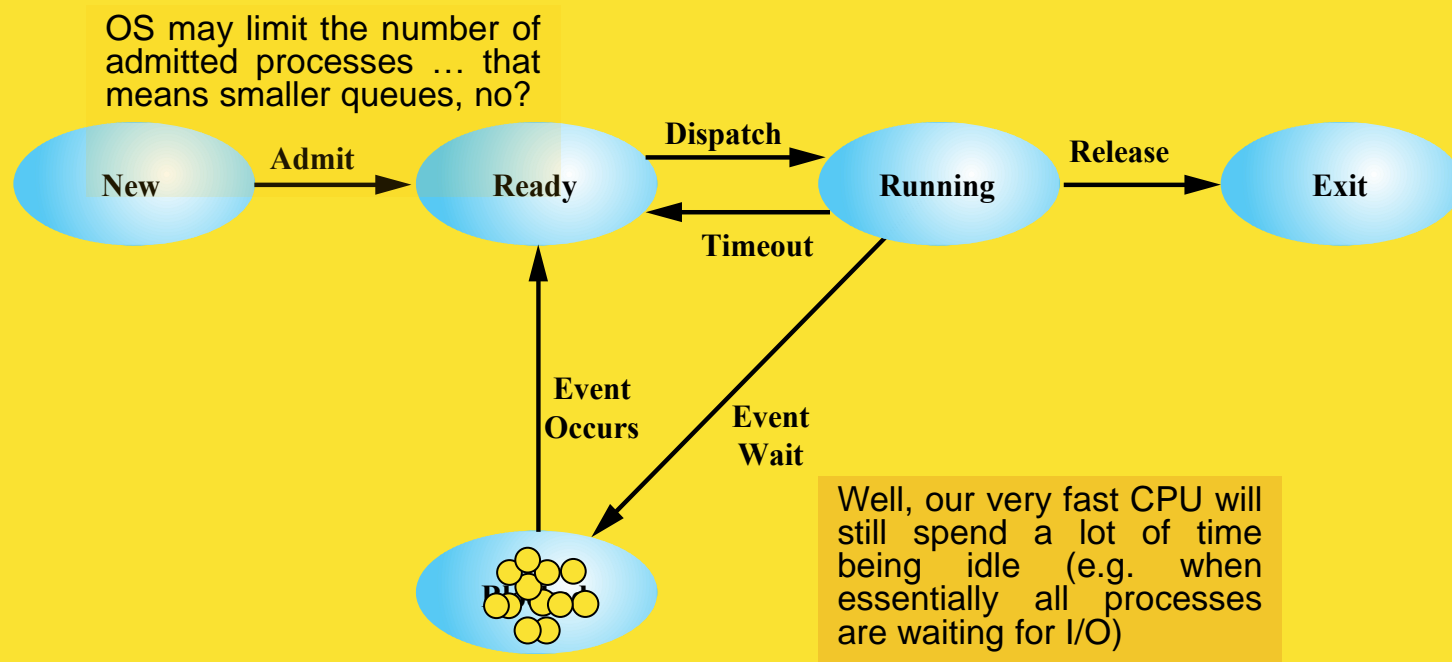 OS may limit the number of
admitted processes … that
means smaller queues, no?
New
Admit
Ready
Dispatch
Timeout
Running
Release
Exit
Event
Occurs
Event
Wait
Well, our very fast CPU will
still spend a lot of time
being idle (e.g. when
essentially all processes
are waiting for I/O)